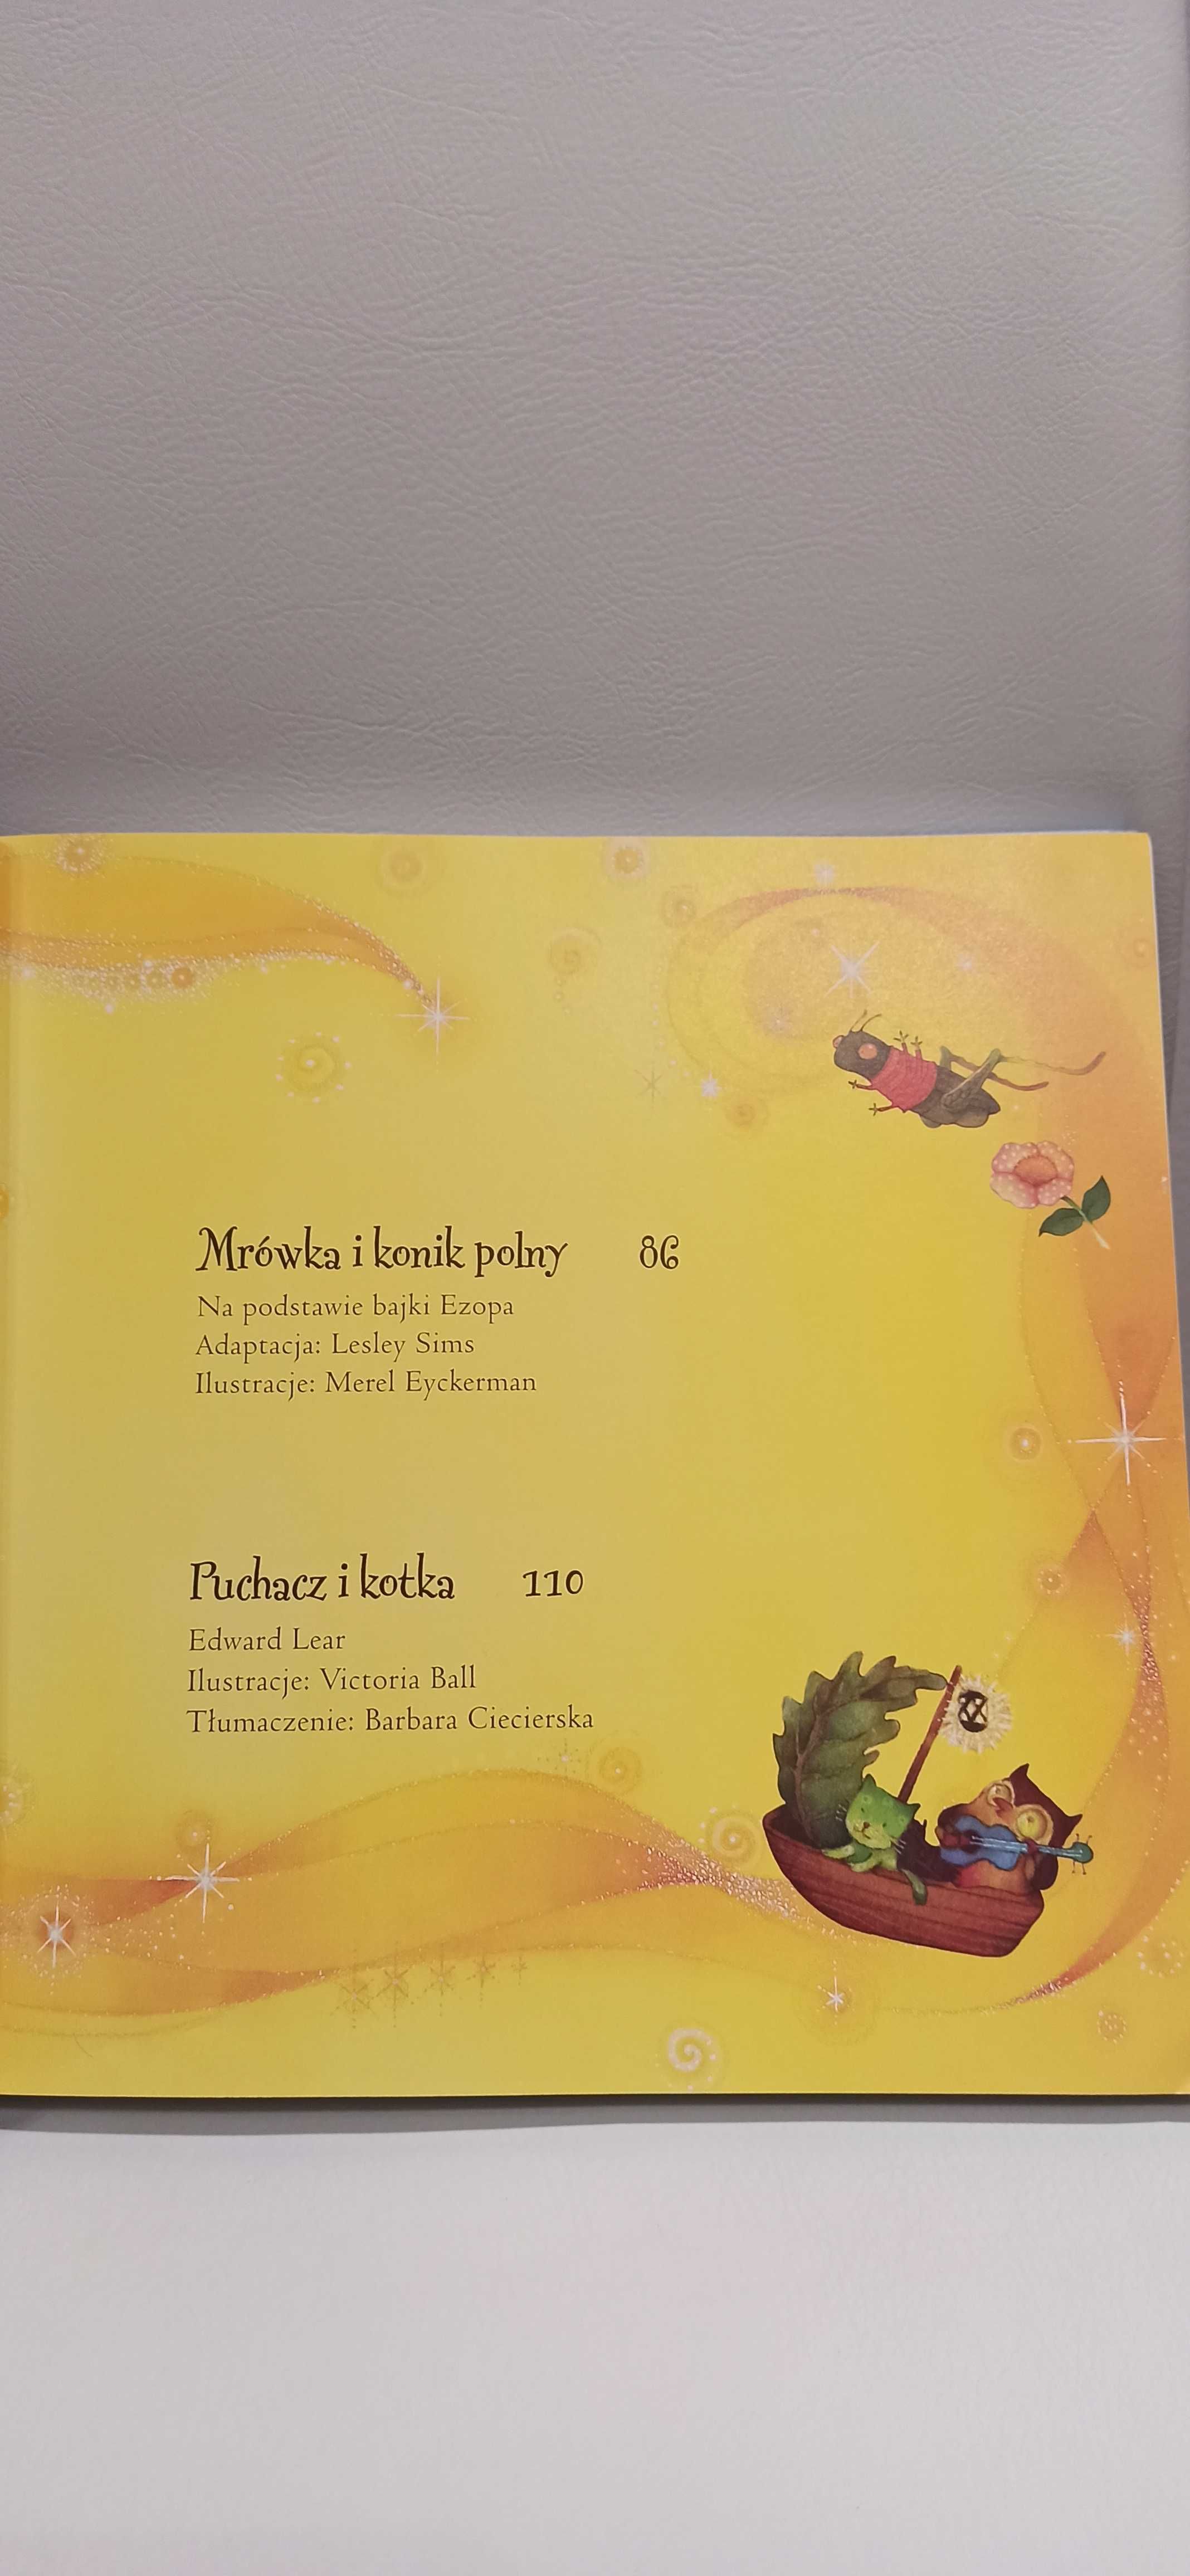 Mrówka i konik polny 86
Na podstawie bajki Ezopa
Adaptacja: Lesley Sims
Ilustracje: Merel Eyckerman
Puchacz i kotka 110
Edward Lear
Ilustracje: Victoria Ball
Tłumaczenie: Barbara Ciecierska